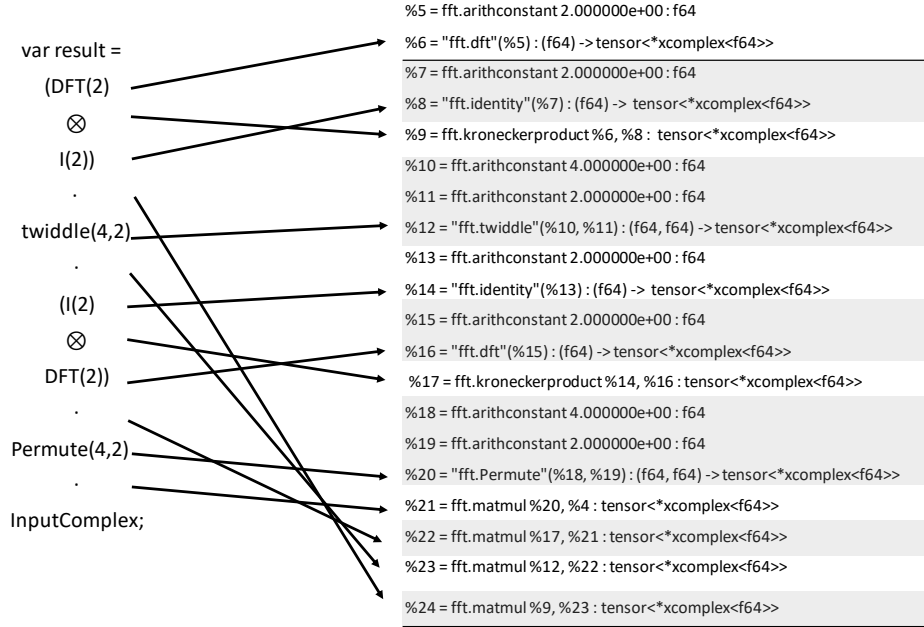 var result =
(DFT(2)
⊗
I(2))
.
twiddle(4,2)
.
(I(2)
⊗
DFT(2))
.
Permute(4,2)
.
InputComplex;
%5 = fft.arithconstant 2.000000e+00 : f64
%6 = "fft.dft"(%5) : (f64) -> tensor<*xcomplex<f64>>
%7 = fft.arithconstant 2.000000e+00 : f64
%8 = "fft.identity"(%7) : (f64) -> tensor<*xcomplex<f64>>
%9 = fft.kroneckerproduct %6, %8 : tensor<*xcomplex<f64>>
%10 = fft.arithconstant 4.000000e+00 : f64
%11 = fft.arithconstant 2.000000e+00 : f64
%12 = "fft.twiddle"(%10, %11) : (f64, f64) -> tensor<*xcomplex<f64>>
%13 = fft.arithconstant 2.000000e+00 : f64
%14 = "fft.identity"(%13) : (f64) -> tensor<*xcomplex<f64>>
%15 = fft.arithconstant 2.000000e+00 : f64
%16 = "fft.dft"(%15) : (f64) -> tensor<*xcomplex<f64>>
%17 = fft.kroneckerproduct %14, %16 : tensor<*xcomplex<f64>>
%18 = fft.arithconstant 4.000000e+00 : f64
%19 = fft.arithconstant 2.000000e+00 : f64
%20 = "fft.Permute"(%18, %19) : (f64, f64) -> tensor<*xcomplex<f64>>
%21 = fft.matmul %20, %4 : tensor<*xcomplex<f64>>
%22 = fft.matmul %17, %21 : tensor<*xcomplex<f64>>
%23 = fft.matmul %12, %22 : tensor<*xcomplex<f64>>
%24 = fft.matmul %9, %23 : tensor<*xcomplex<f64>>